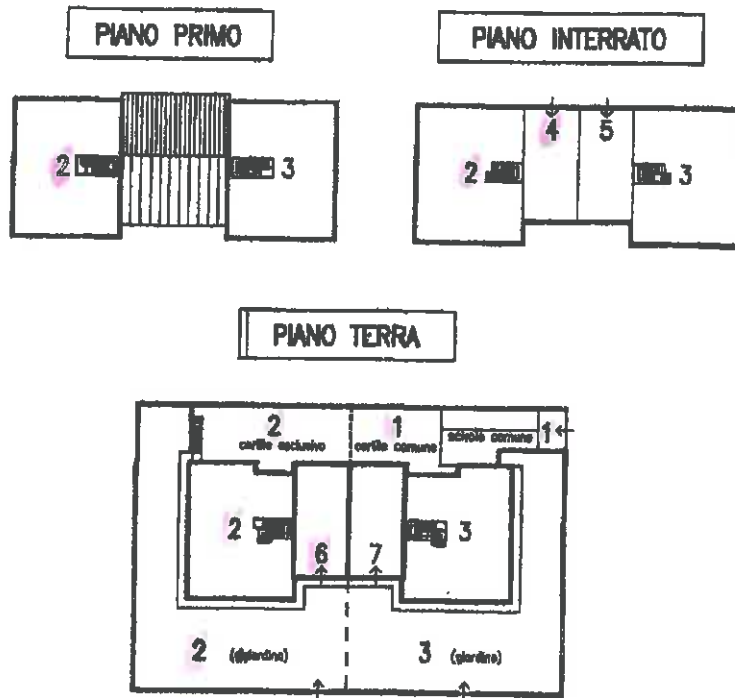 PIANO PRIMO
PIANO INTERRATO
2 3
4 5
2 3
PIANO TERRA
2 1
cortile esclusivo cortile comune scivolo comune 1
2 3
6 7
2 (giardino) 3 (giardino)